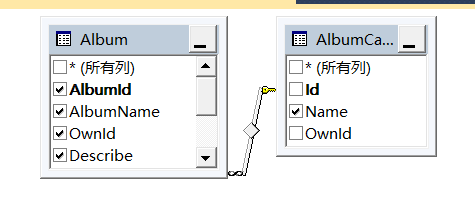 Album
* (所有列)
AlbumId
AlbumName
OwnId
Describe
AlbumCa...
* (所有列)
Id
Name
OwnId